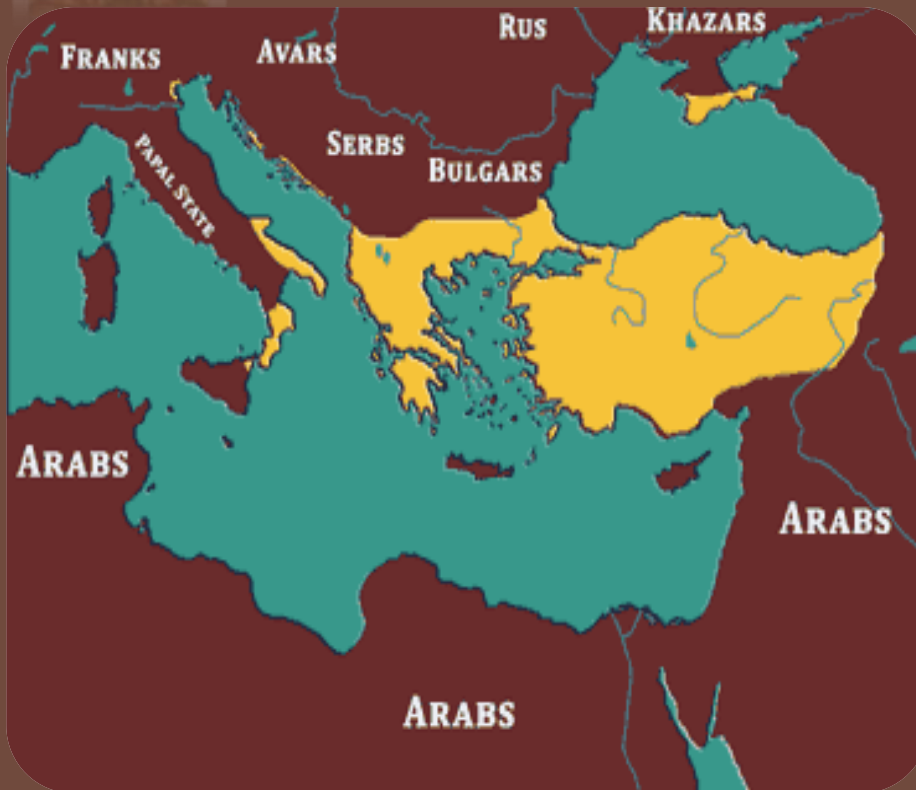 RUS
KHAZARS
FRANKS
AVARS
SERBS
BULGARS
PAPAL STATE
ARABS
ARABS
ARABS